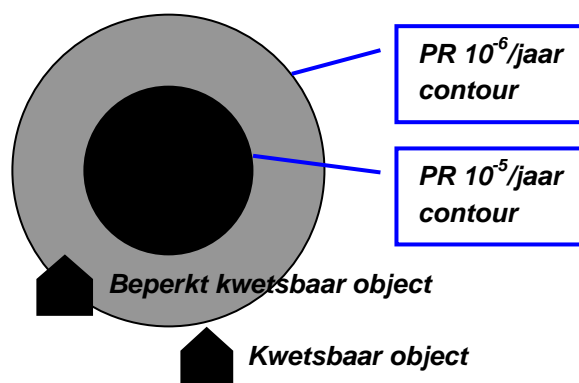 PR 10⁻⁶/jaar
contour
PR 10⁻⁵/jaar
contour
Beperkt kwetsbaar object
Kwetsbaar object